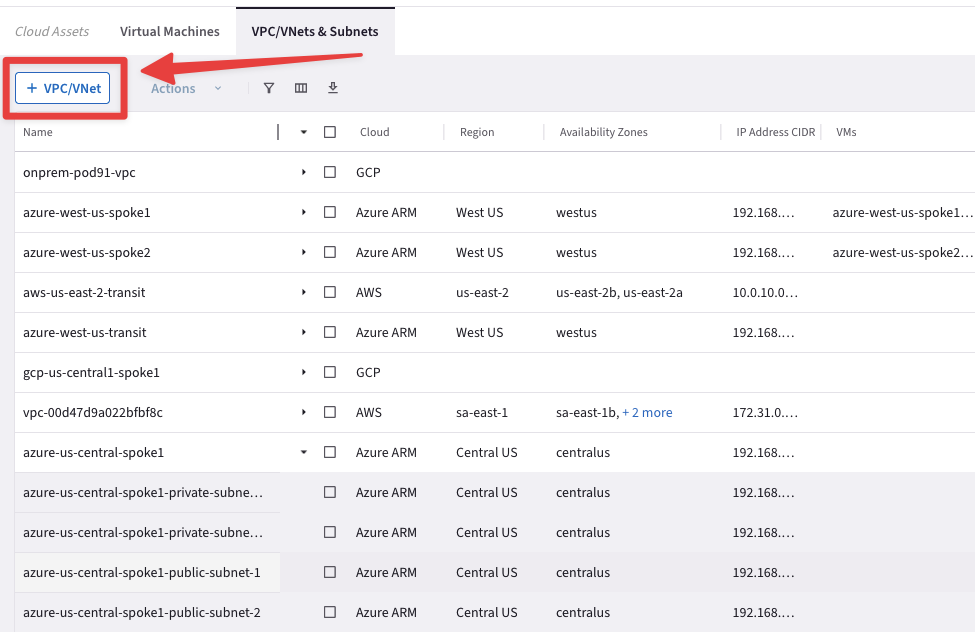 Cloud Assets Virtual Machines VPC/VNets & Subnets
+ VPC/VNet Actions
Name Cloud Region Availability Zones IP Address CIDR VMs
onprem-pod91-vpc GCP
azure-west-us-spoke1 Azure ARM West US westus 192.168.... azure-west-us-spoke1...
azure-west-us-spoke2 Azure ARM West US westus 192.168.... azure-west-us-spoke2...
aws-us-east-2-transit AWS us-east-2 us-east-2b, us-east-2a 10.0.10.0...
azure-west-us-transit Azure ARM West US westus 192.168....
gcp-us-central1-spoke1 GCP
vpc-00d47d9a022bfbf8c AWS sa-east-1 sa-east-1b, + 2 more 172.31.0....
azure-us-central-spoke1 Azure ARM Central US centralus 192.168....
azure-us-central-spoke1-private-subne... Azure ARM Central US centralus 192.168....
azure-us-central-spoke1-private-subne... Azure ARM Central US centralus 192.168....
azure-us-central-spoke1-public-subnet-1 Azure ARM Central US centralus 192.168....
azure-us-central-spoke1-public-subnet-2 Azure ARM Central US centralus 192.168....